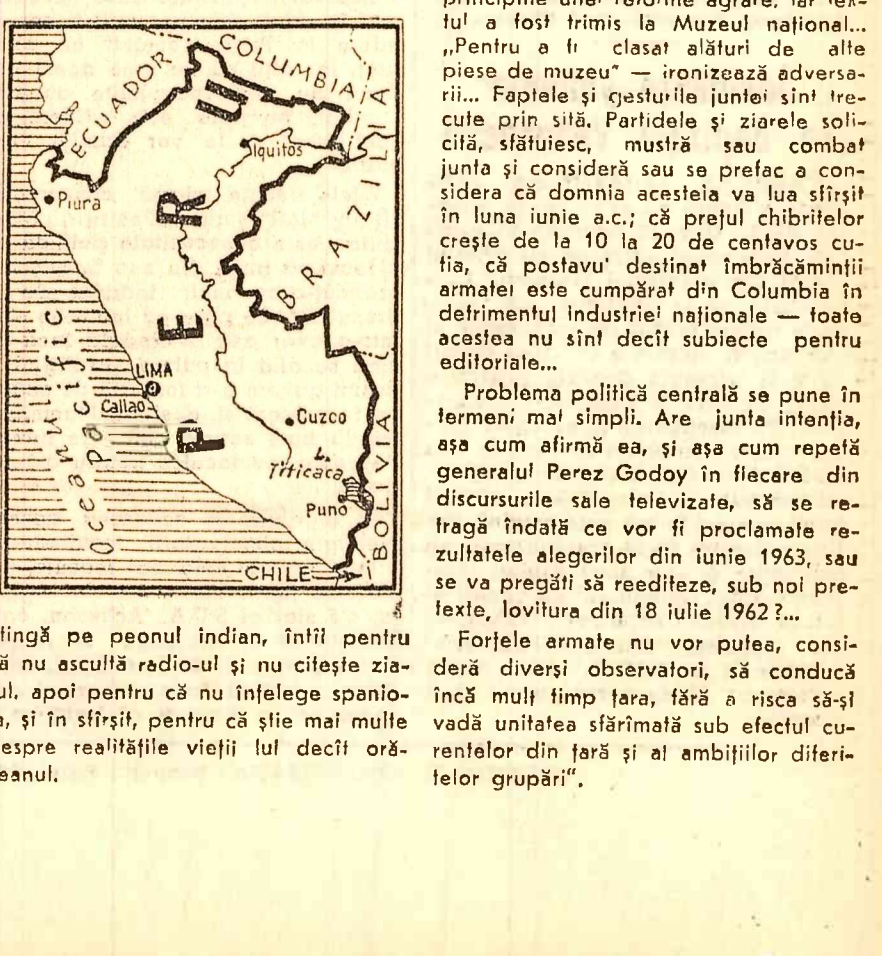 ECUADOR
COLUMBIA
BRAZILIA
BOLIVIA
CHILE
PERU
Oceanul Pacific
Iquitos
Piura
LIMA
Callao
Cuzco
L.
Titicaca
Puno
tingă pe peonul indian, întîi pentru
ă nu ascultă radio-ul și nu citește zia-
ul, apoi pentru că nu înțelege spanio-
a, și în sfîrșit, pentru că știe mai multe
espre realitățile vieții lui decît oră-
eanul.
principiile unei reforme agrare, iar tex-
tul a fost trimis la Muzeul național...
„Pentru a fi clasat alături de alte
piese de muzeu" — ironizează adversa-
rii... Faptele și gesturile juntei sînt tre-
cute prin sită. Partidele și ziarele soli-
cită, sfătuiesc, mustră sau combat
junta și consideră sau se prefac a con-
sidera că domnia acesteia va lua sfîrșit
în luna iunie a.c.; că prețul chibritelor
crește de la 10 la 20 de centavos cu-
tia, că postavul destinat îmbrăcăminții
armatei este cumpărat din Columbia în
detrimentul industriei naționale — toate
acestea nu sînt decît subiecte pentru
editoriale...
Problema politică centrală se pune în
termeni mai simpli. Are junta intenția,
așa cum afirmă ea, și așa cum repetă
generalul Perez Godoy în fiecare din
discursurile sale televizate, să se re-
tragă îndată ce vor fi proclamate re-
zultatele alegerilor din iunie 1963, sau
se va pregăti să reediteze, sub noi pre-
texte, lovitura din 18 iulie 1962?...
Forțele armate nu vor putea, consi-
deră diverși observatori, să conducă
încă mult timp țara, fără a risca să-și
vadă unitatea sfărîmată sub efectul cu-
rentelor din țară și al ambițiilor diferi-
telor grupări".